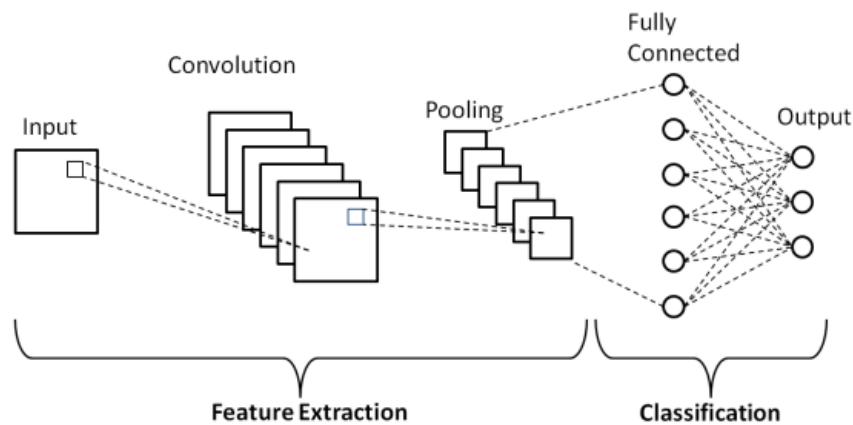 Fully
Connected
Convolution
Pooling
Input
Output
Feature Extraction
Classification